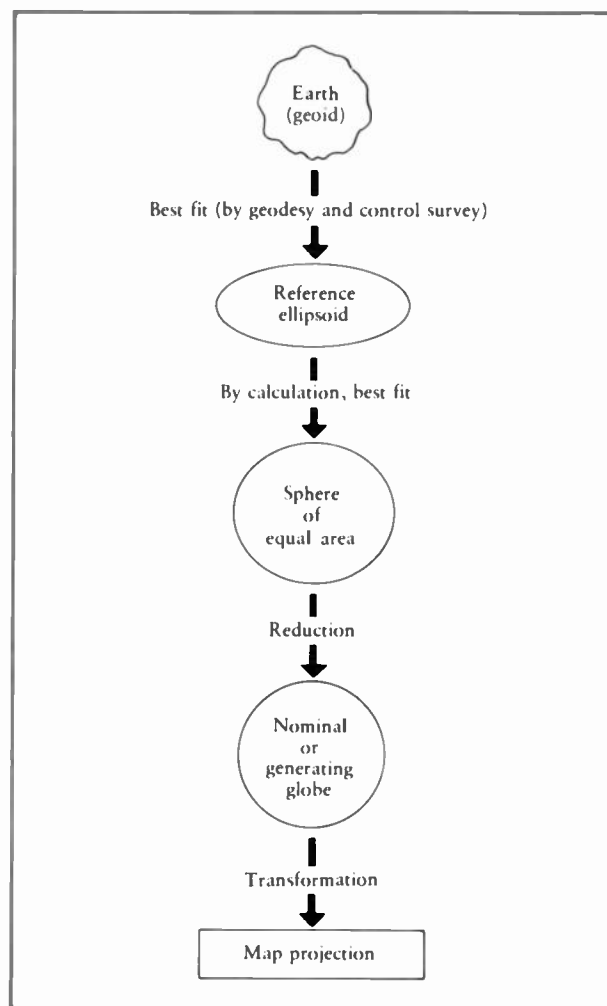 Earth
(geoid)
Best fit (by geodesy and control survey)
Reference
ellipsoid
By calculation, best fit
Sphere
of
equal area
Reduction
Nominal
or
generating
globe
Transformation
Map projection